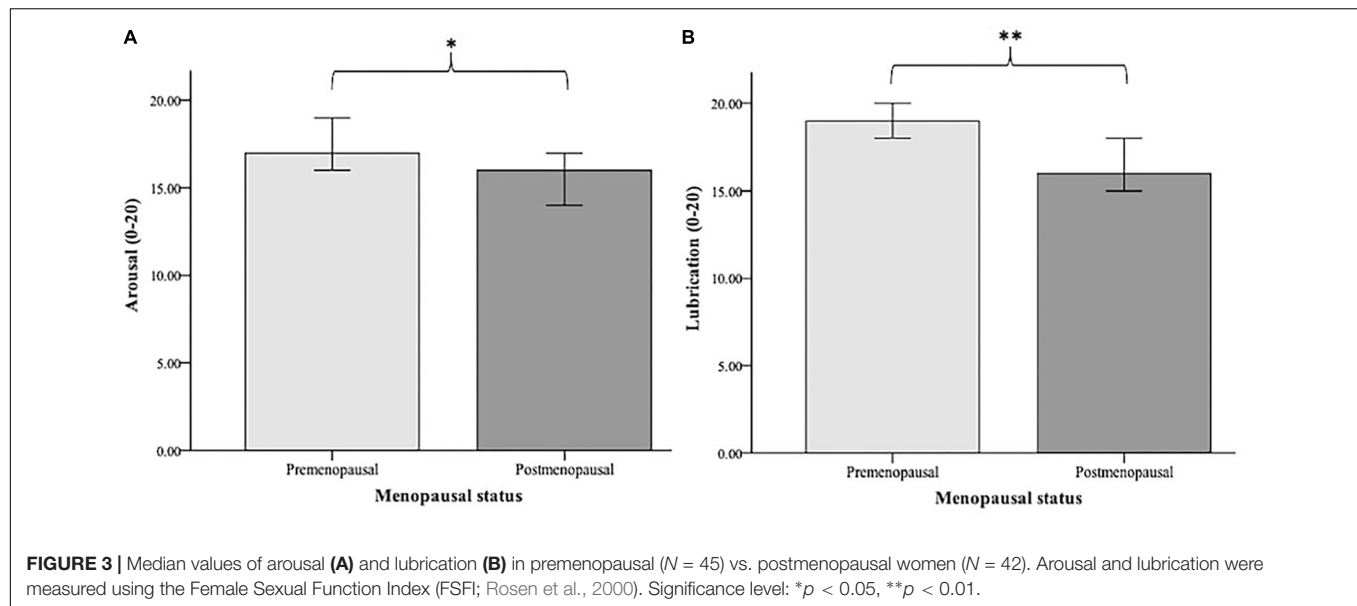 A
*
20.00
15.00
10.00
5.00
0.00
Arousal (0-20)
Premenopausal
Postmenopausal
Menopausal status
B
**
20.00
15.00
10.00
5.00
0.00
Lubrication (0-20)
Premenopausal
Postmenopausal
Menopausal status
FIGURE 3 | Median values of arousal (A) and lubrication (B) in premenopausal (N = 45) vs. postmenopausal women (N = 42). Arousal and lubrication were
measured using the Female Sexual Function Index (FSFI; Rosen et al., 2000). Significance level: *p < 0.05, **p < 0.01.